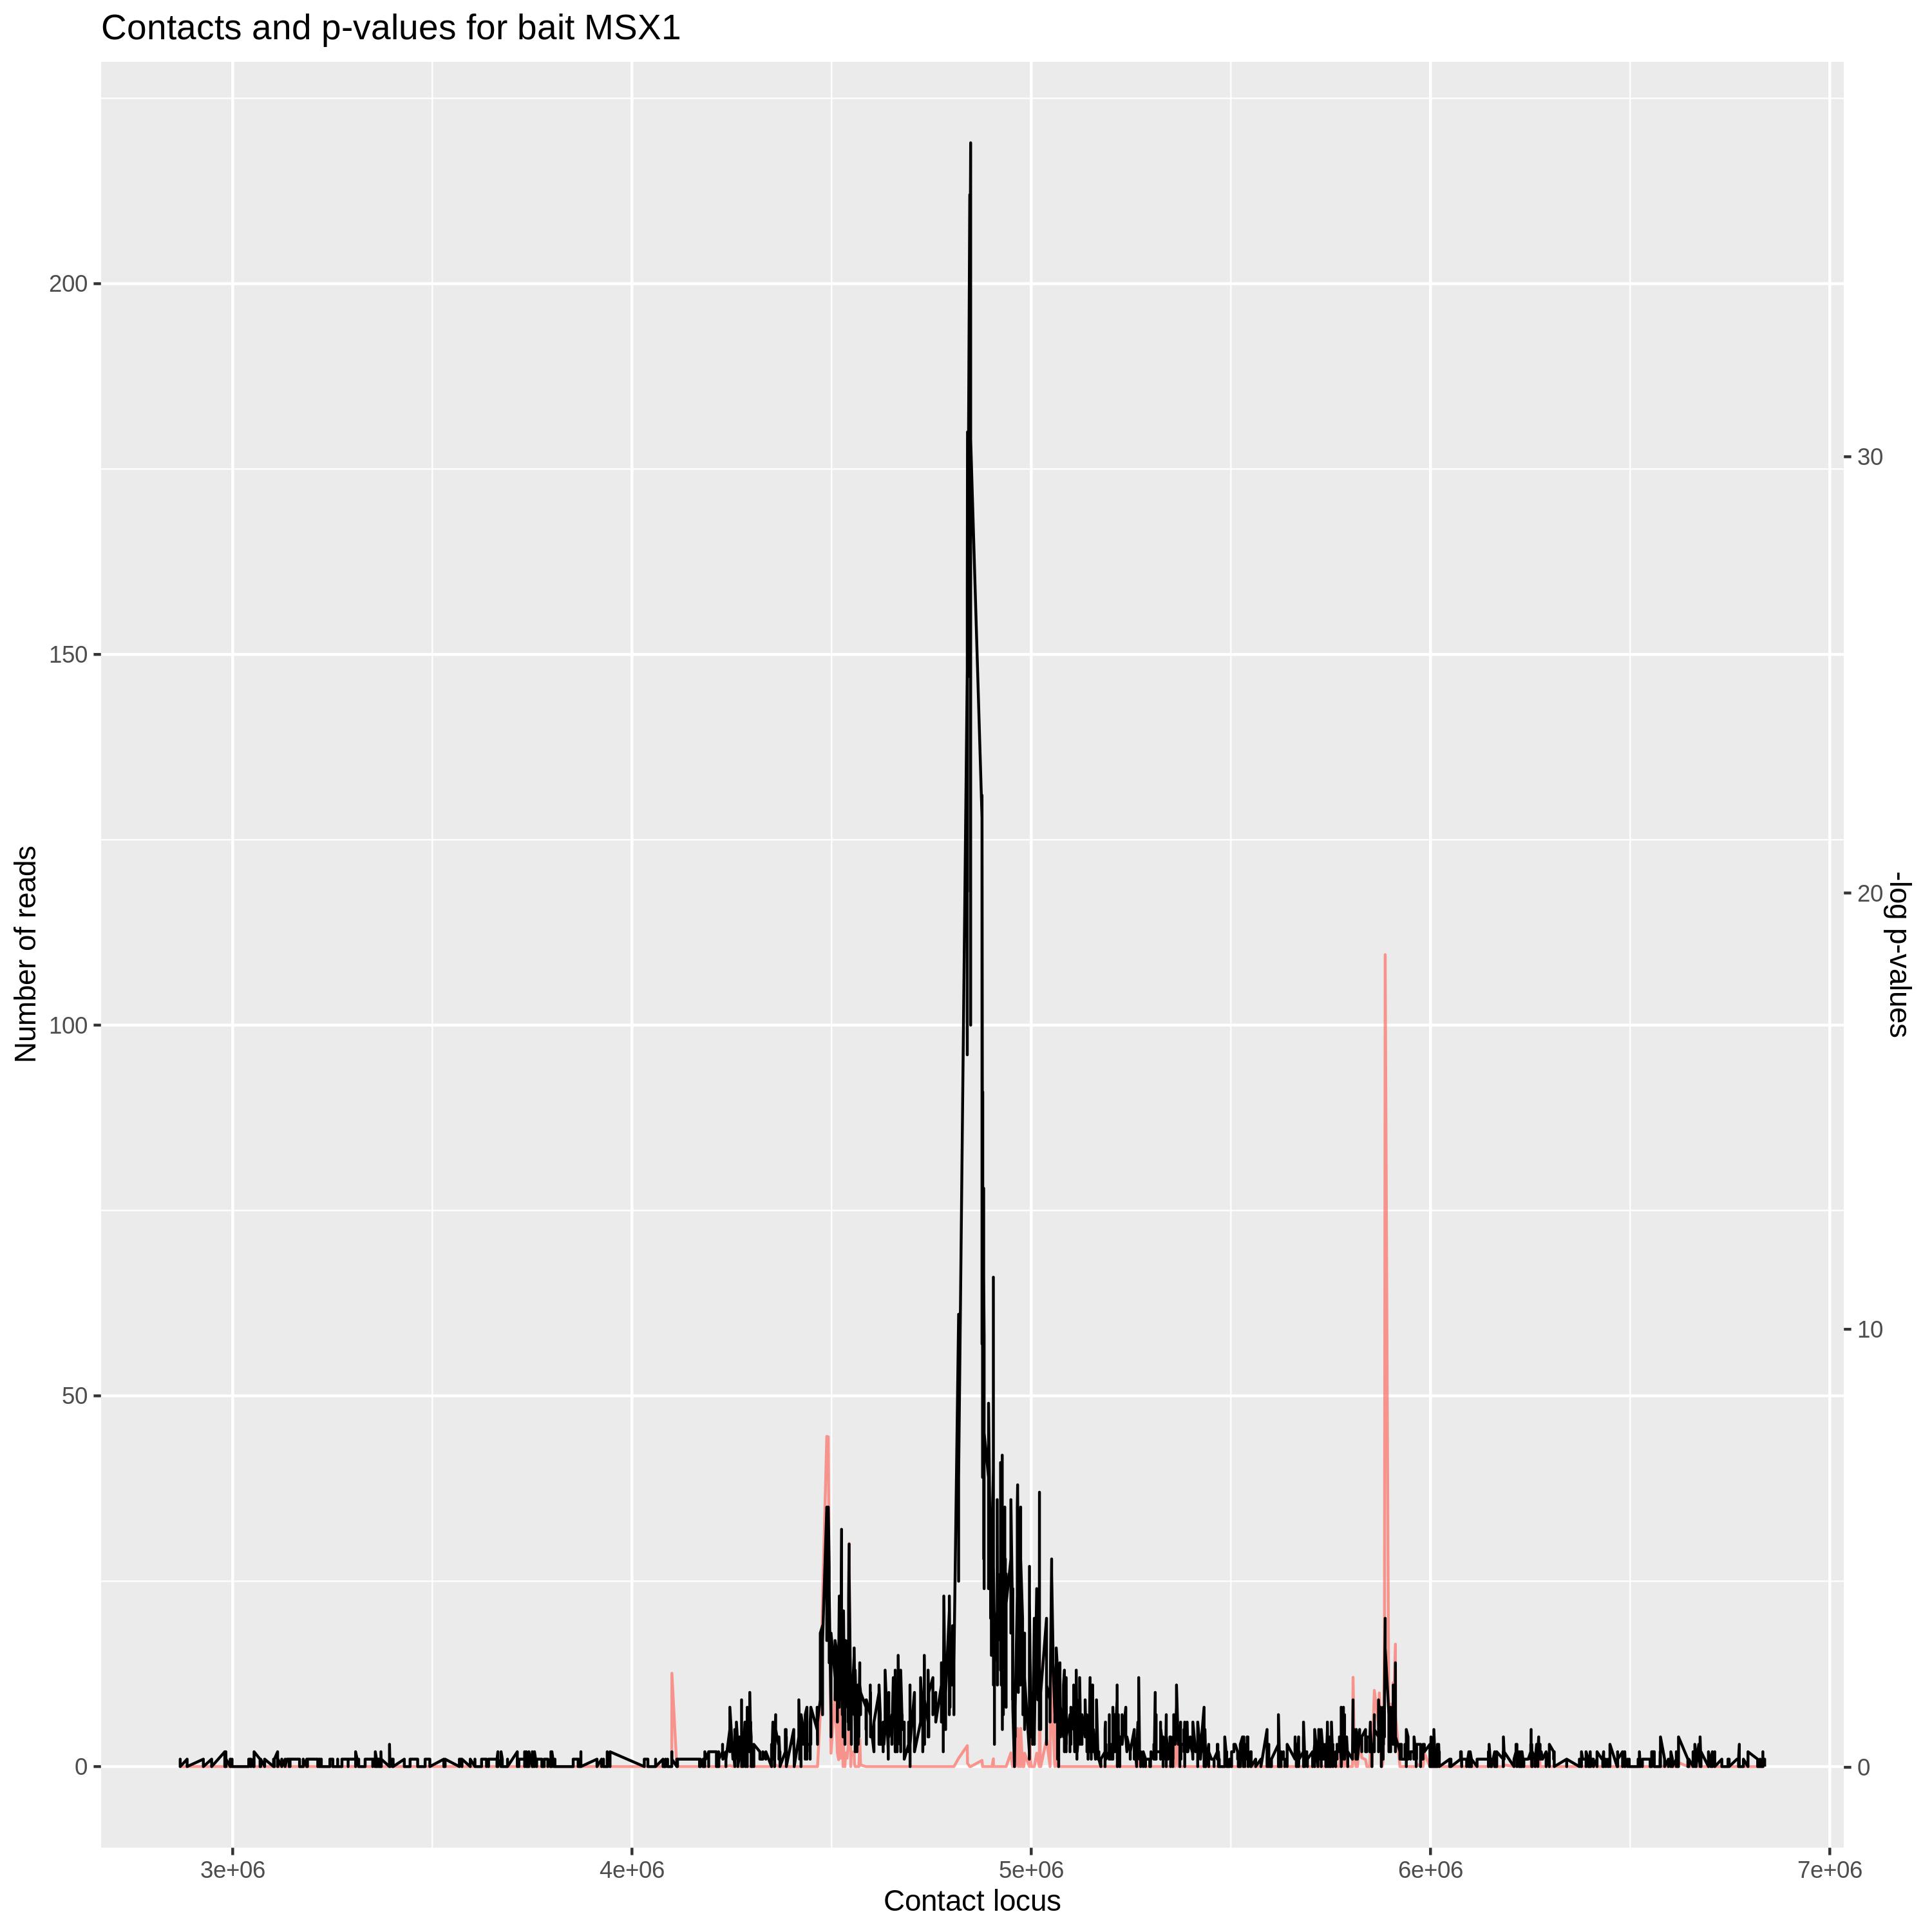 Contacts and p-values for bait MSX1
Number of reads
200
150
100
50
0
30
20
10
0
-log p-values
3e+06
4e+06
5e+06
6e+06
7e+06
Contact locus